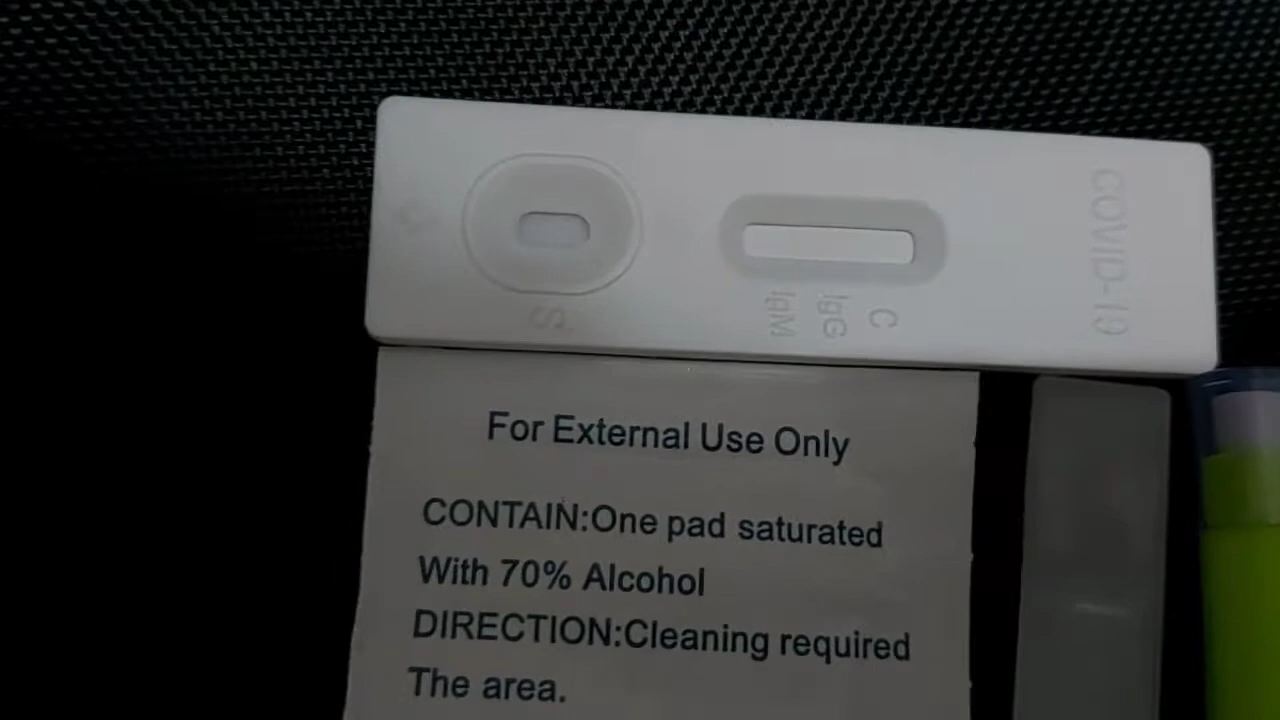 COVID-19
C
IgG
IgM
S
For External Use Only
CONTAIN:One pad saturated
With 70% Alcohol
DIRECTION:Cleaning required
The area.